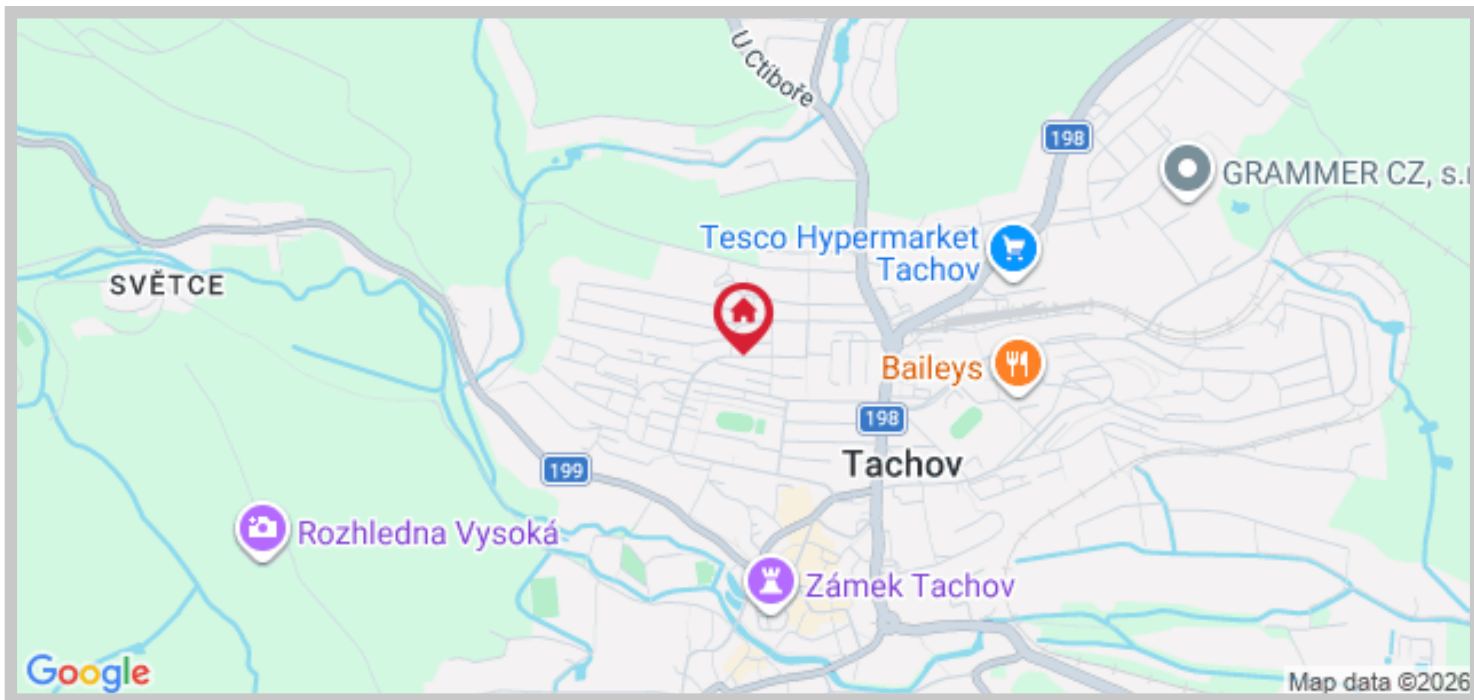 U Ctiboře
198
GRAMMER CZ, s.r
Tesco Hypermarket
Tachov
SVĚTCE
Baileys
198
Tachov
199
Rozhledna Vysoká
Zámek Tachov
Google
Map data ©2026